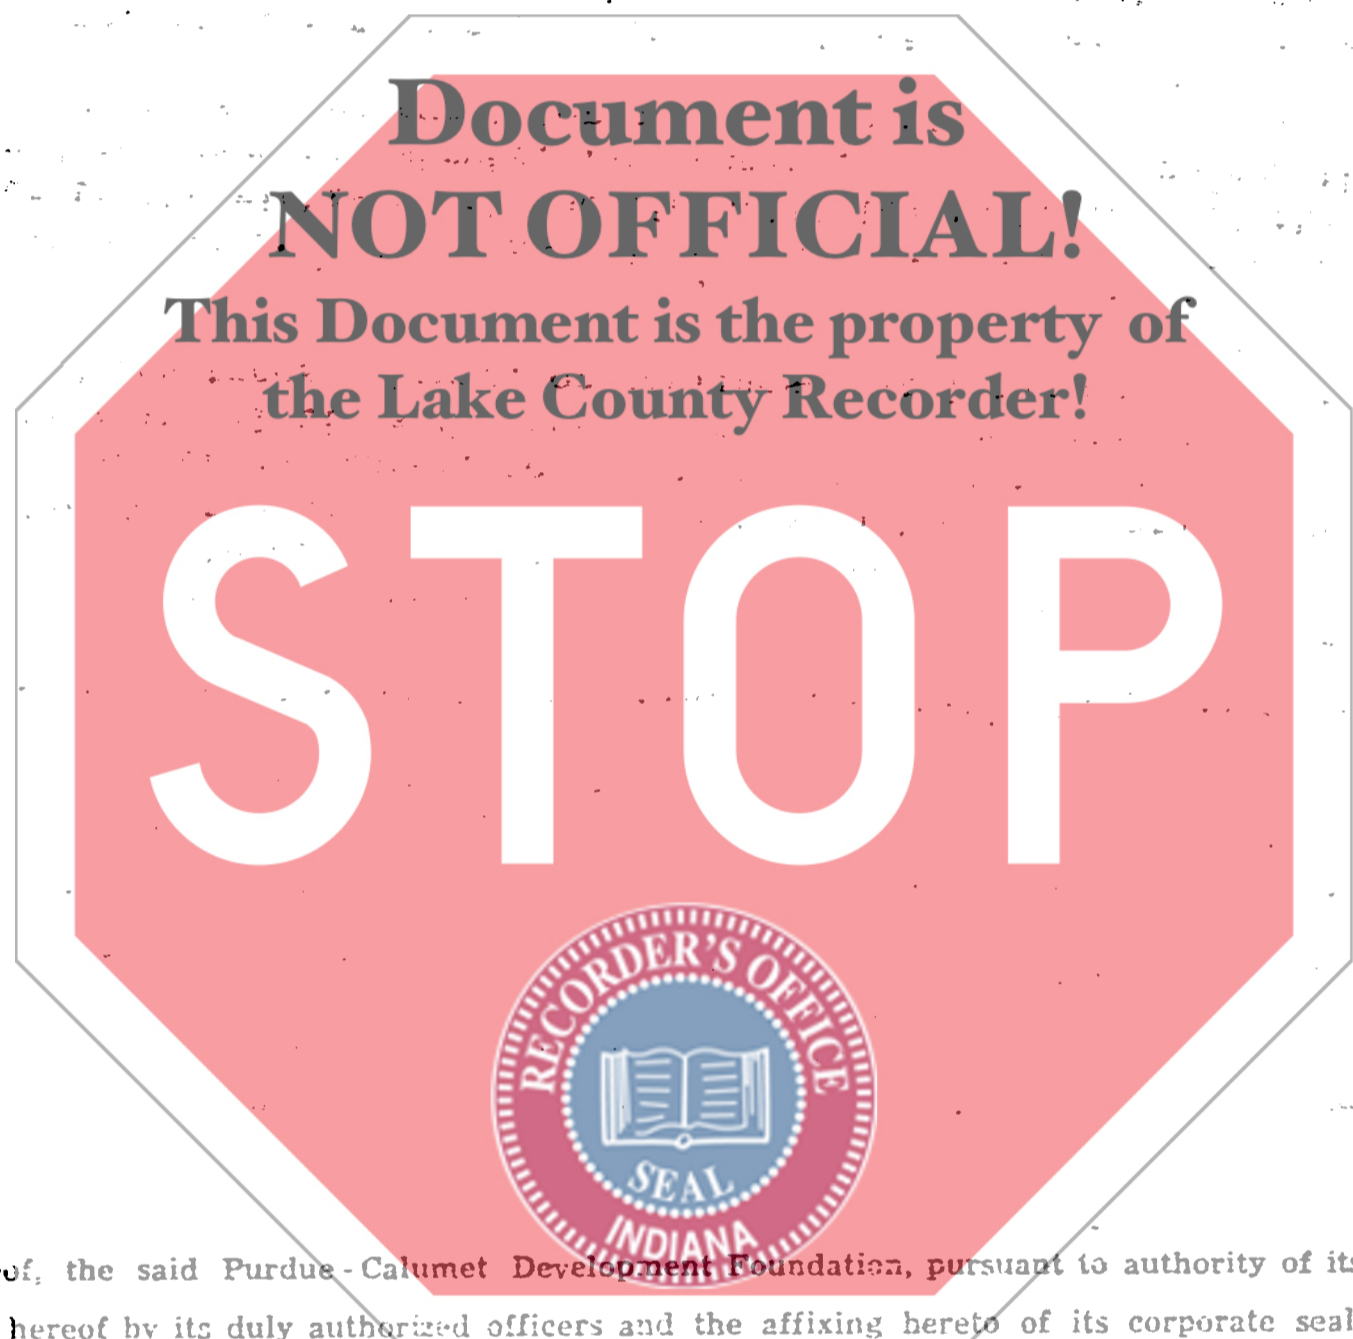 Document is
NOT OFFICIAL!
This Document is the property of
the Lake County Recorder!
STOP
RECORDER'S OFFICE
SEAL
INDIANA
the said Purdue-Calumet Development Foundation, pursuant to authority of its
hereof by its duly authorized officers and the affixing hereto of its corporate seal